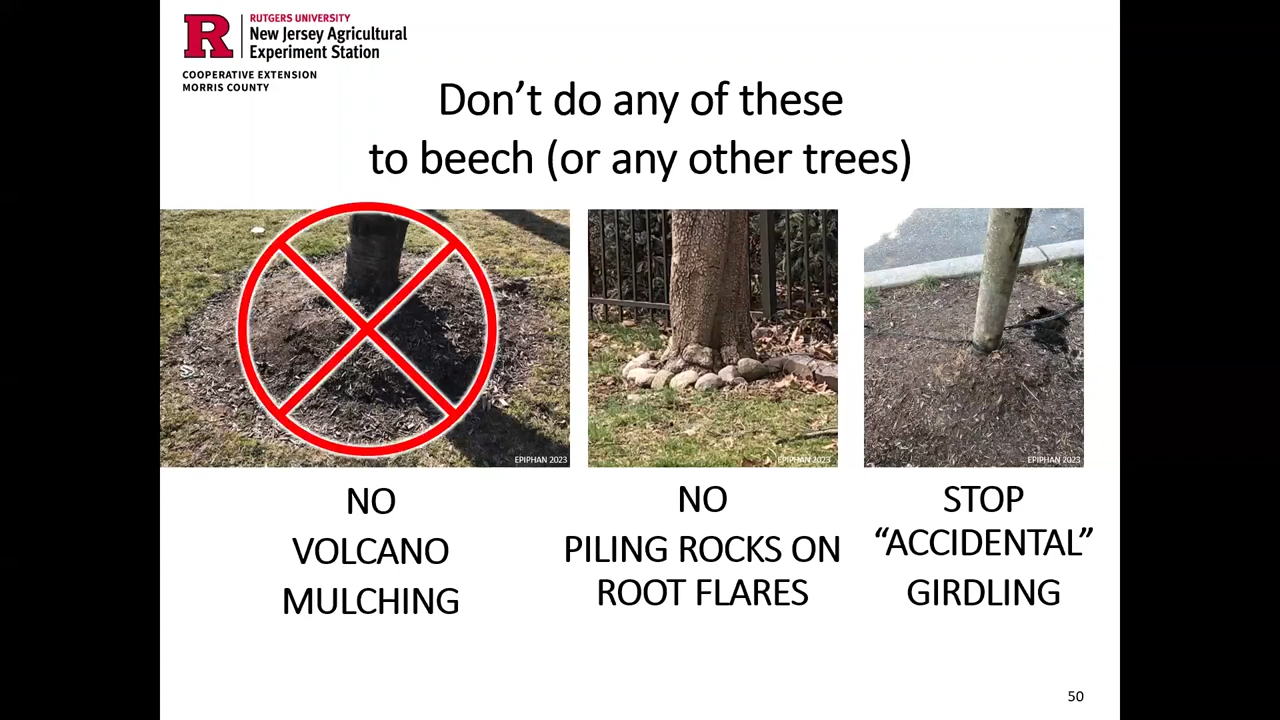 RUTGERS UNIVERSITY
New Jersey Agricultural
Experiment Station
COOPERATIVE EXTENSION
MORRIS COUNTY
Don’t do any of these
to beech (or any other trees)
EPIPHAN 2023
EPIPHAN 2023
EPIPHAN 2023
NO
VOLCANO
MULCHING
NO
PILING ROCKS ON
ROOT FLARES
STOP
“ACCIDENTAL”
GIRDLING
50